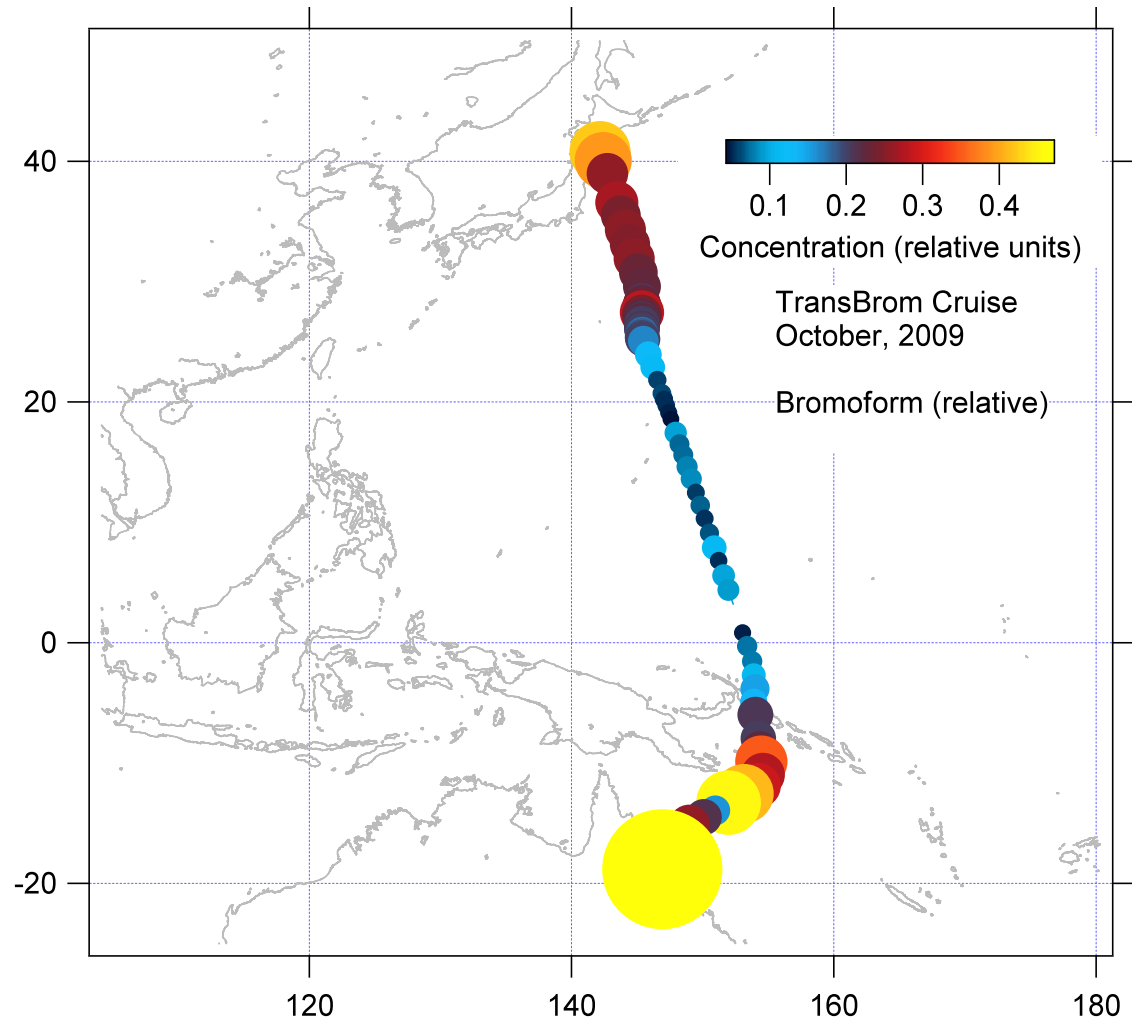 40
20
0
-20
0.1 0.2 0.3 0.4
Concentration (relative units)
TransBrom Cruise
October, 2009
Bromoform (relative)
120 140 160 180